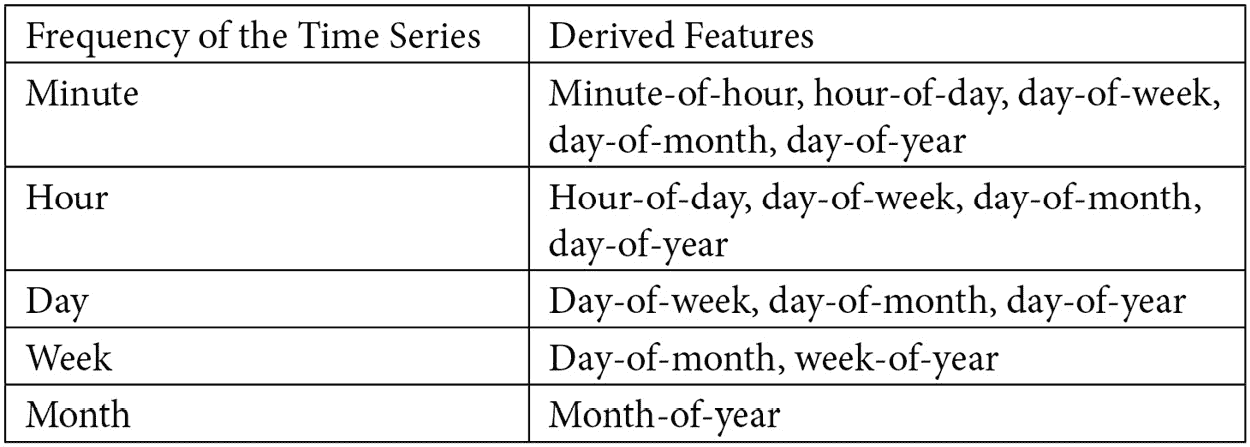 Frequency of the Time Series
Derived Features
Minute
Minute-of-hour, hour-of-day, day-of-week,
day-of-month, day-of-year
Hour
Hour-of-day, day-of-week, day-of-month,
day-of-year
Day
Day-of-week, day-of-month, day-of-year
Week
Day-of-month, week-of-year
Month
Month-of-year